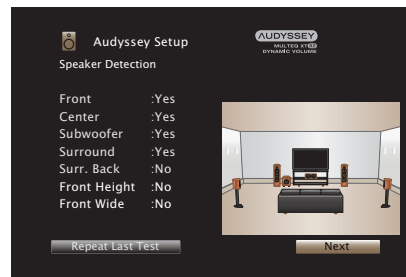 Audyssey Setup
AUDYSSEY
MULTEQ XT32
DYNAMIC VOLUME
Speaker Detection
Front :Yes
Center :Yes
Subwoofer :Yes
Surround :Yes
Surr. Back :No
Front Height :No
Front Wide :No
Repeat Last Test
Next